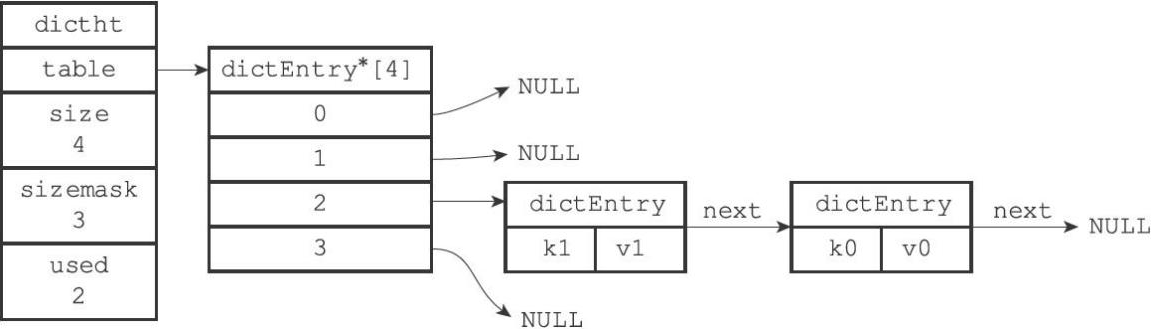 dictht
table
size
4
sizemask
3
used
2
dictEntry*[4]
0
1
2
3
NULL
NULL
dictEntry
k1 v1
next
dictEntry
k0 v0
next
NULL
NULL